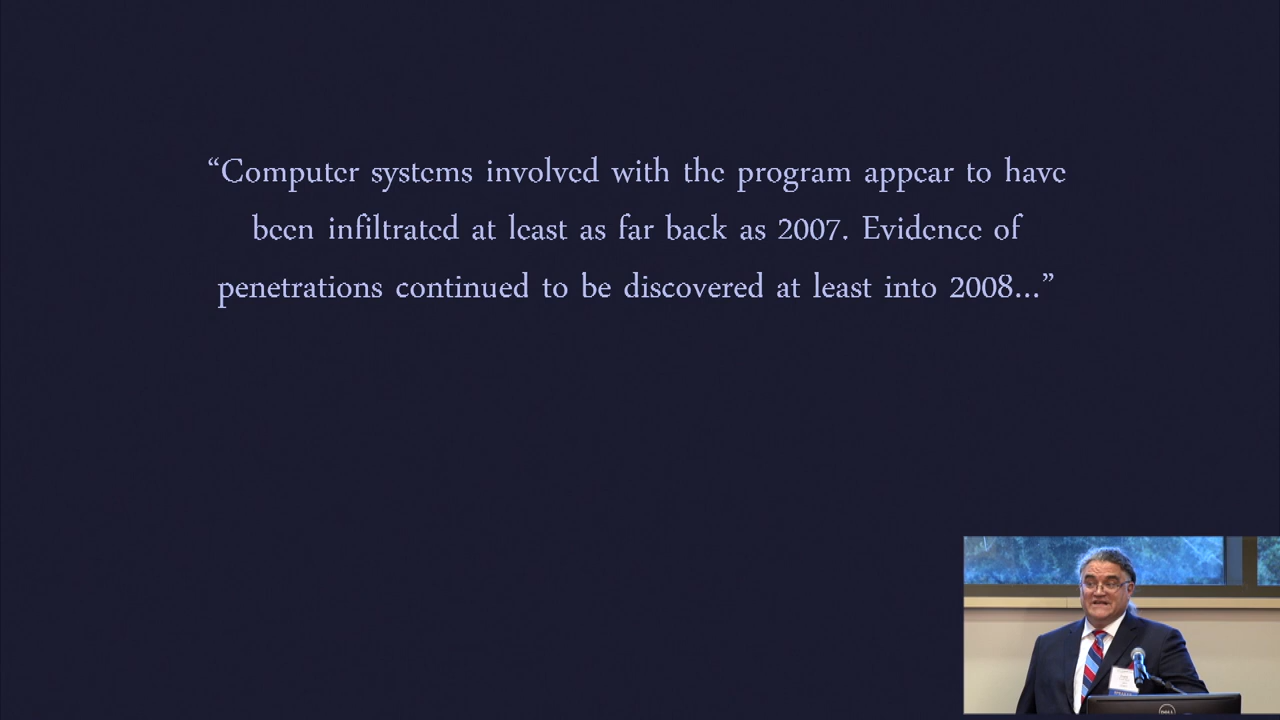 “Computer systems involved with the program appear to have
been infiltrated at least as far back as 2007. Evidence of
penetrations continued to be discovered at least into 2008...”
DELL